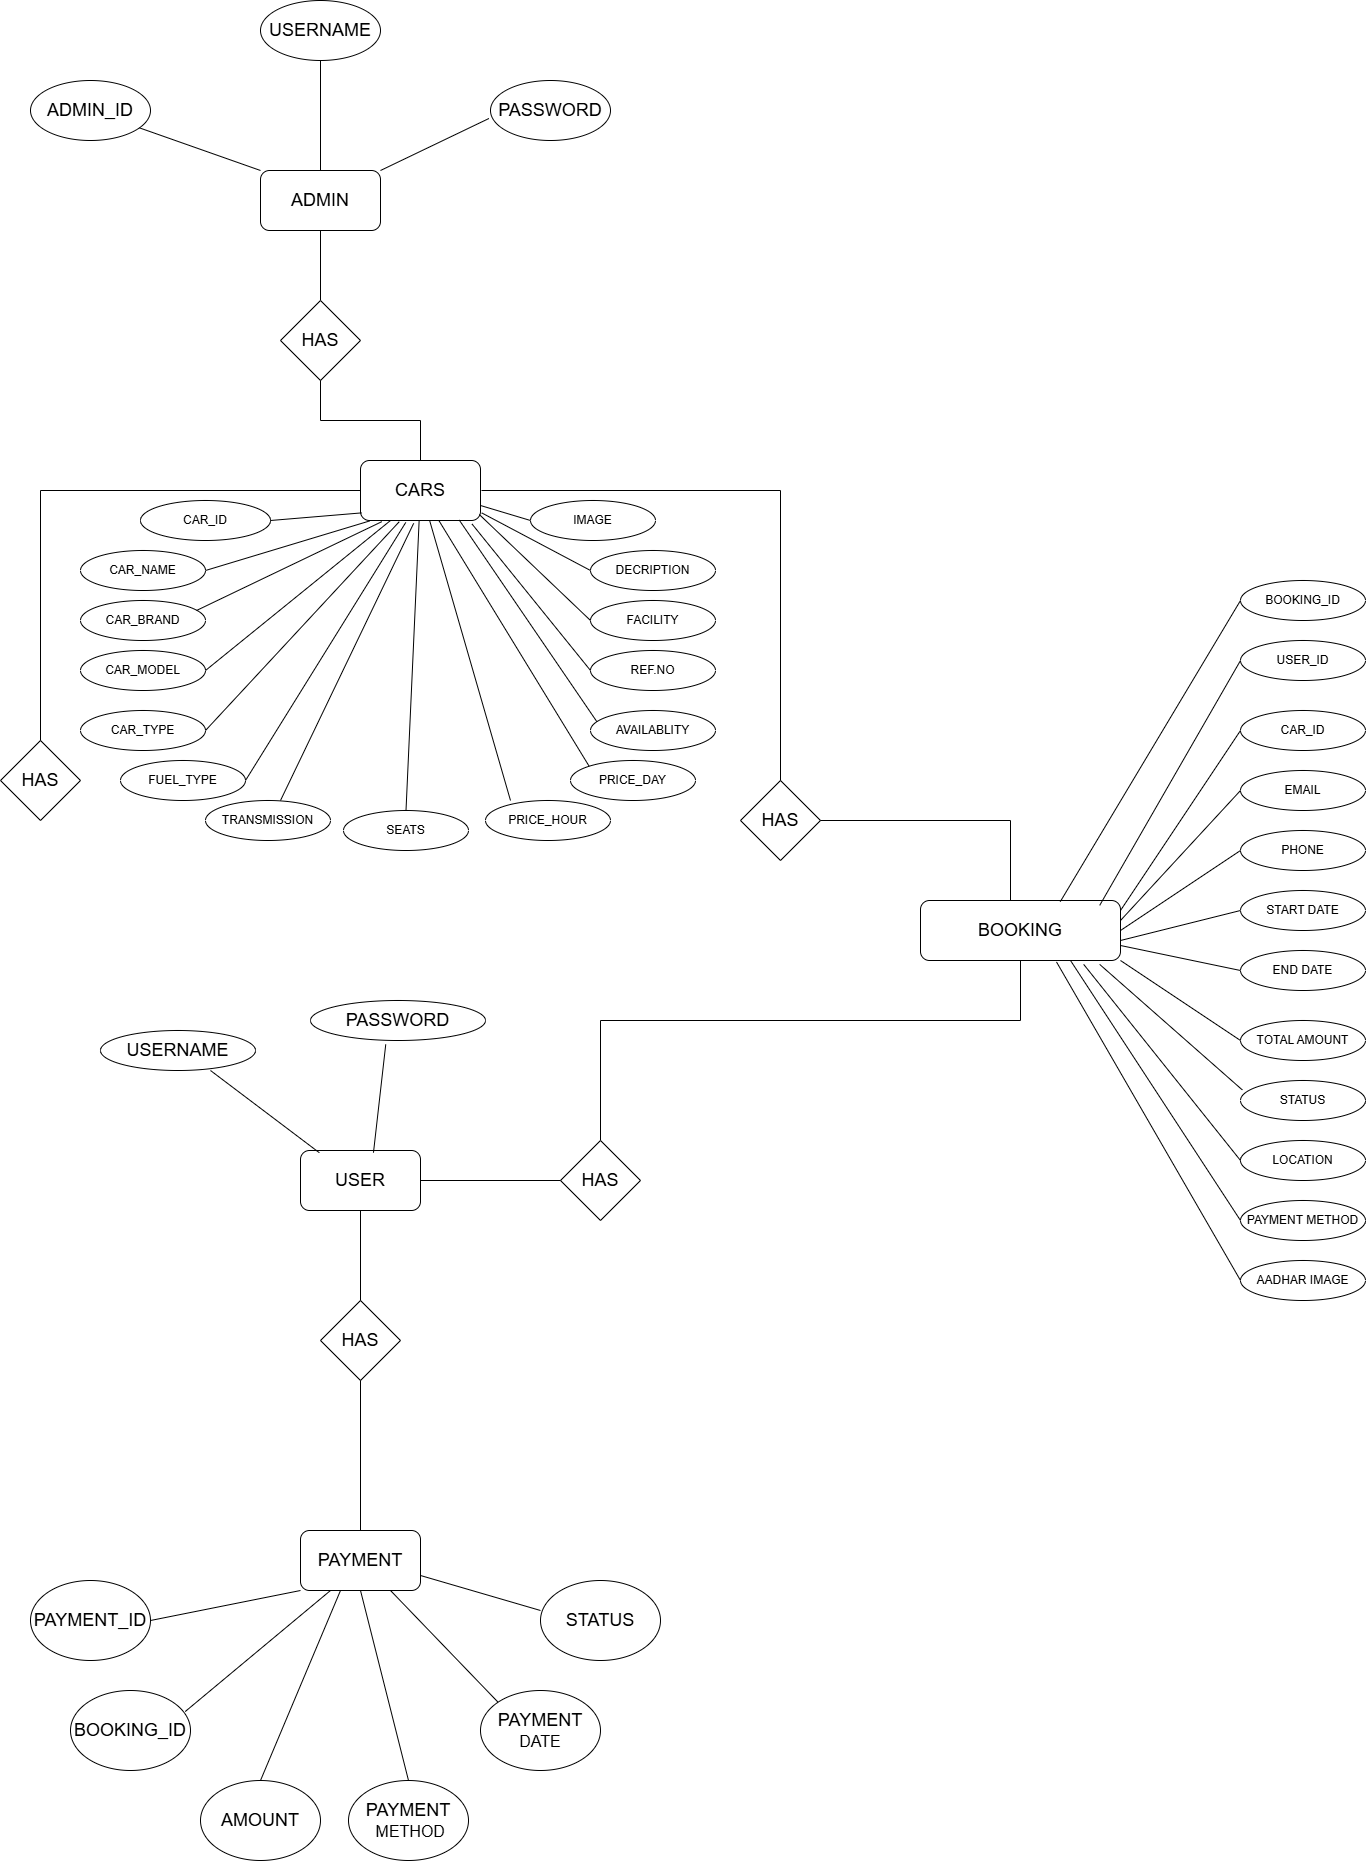 USERNAME
ADMIN_ID
PASSWORD
ADMIN
HAS
CARS
CAR_ID
IMAGE
CAR_NAME
DECRIPTION
CAR_BRAND
FACILITY
CAR_MODEL
REF.NO
CAR_TYPE
AVAILABLITY
HAS
FUEL_TYPE
PRICE_DAY
TRANSMISSION
SEATS
PRICE_HOUR
HAS
BOOKING_ID
USER_ID
CAR_ID
EMAIL
PHONE
START DATE
BOOKING
END DATE
TOTAL AMOUNT
STATUS
LOCATION
PAYMENT METHOD
AADHAR IMAGE
PASSWORD
USERNAME
USER
HAS
HAS
PAYMENT
PAYMENT_ID
STATUS
BOOKING_ID
PAYMENT
DATE
AMOUNT
PAYMENT
METHOD